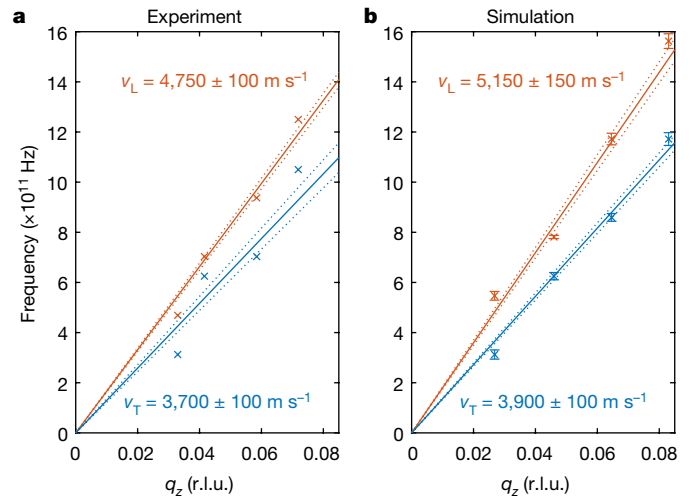 a Experiment
b Simulation
16
14
12
10
8
6
4
2
0
Frequency (×10¹¹ Hz)
v_L = 4,750 ± 100 m s⁻¹
v_T = 3,700 ± 100 m s⁻¹
0 0.02 0.04 0.06 0.08
q_z (r.l.u.)
16
14
12
10
8
6
4
2
0
v_L = 5,150 ± 150 m s⁻¹
v_T = 3,900 ± 100 m s⁻¹
0 0.02 0.04 0.06 0.08
q_z (r.l.u.)